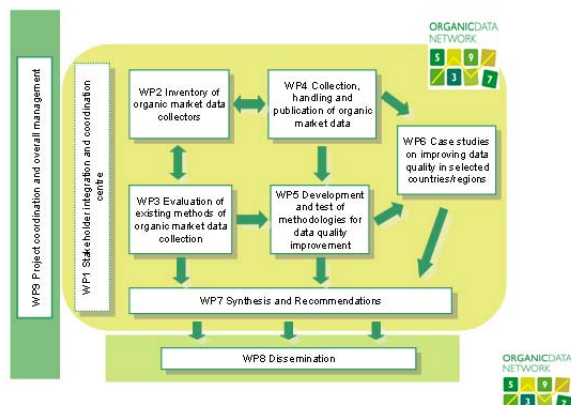 ORGANICDATA
NETWORK
5 9
3 7
WP9 Project coordination and overall management
WP1 Stakeholder integration and coordination
centre
WP2 Inventory of
organic market data
collectors
WP4 Collection,
handling and
publication of organic
market data
WP6 Case studies
on improving data
quality in selected
countries/regions
WP3 Evaluation of
existing methods of
organic market data
collection
WP5 Development and
test of
methodologies for
data quality
improvement
WP7 Synthesis and Recommendations
WP8 Dissemination
ORGANICDATA
NETWORK
5 9
3 7